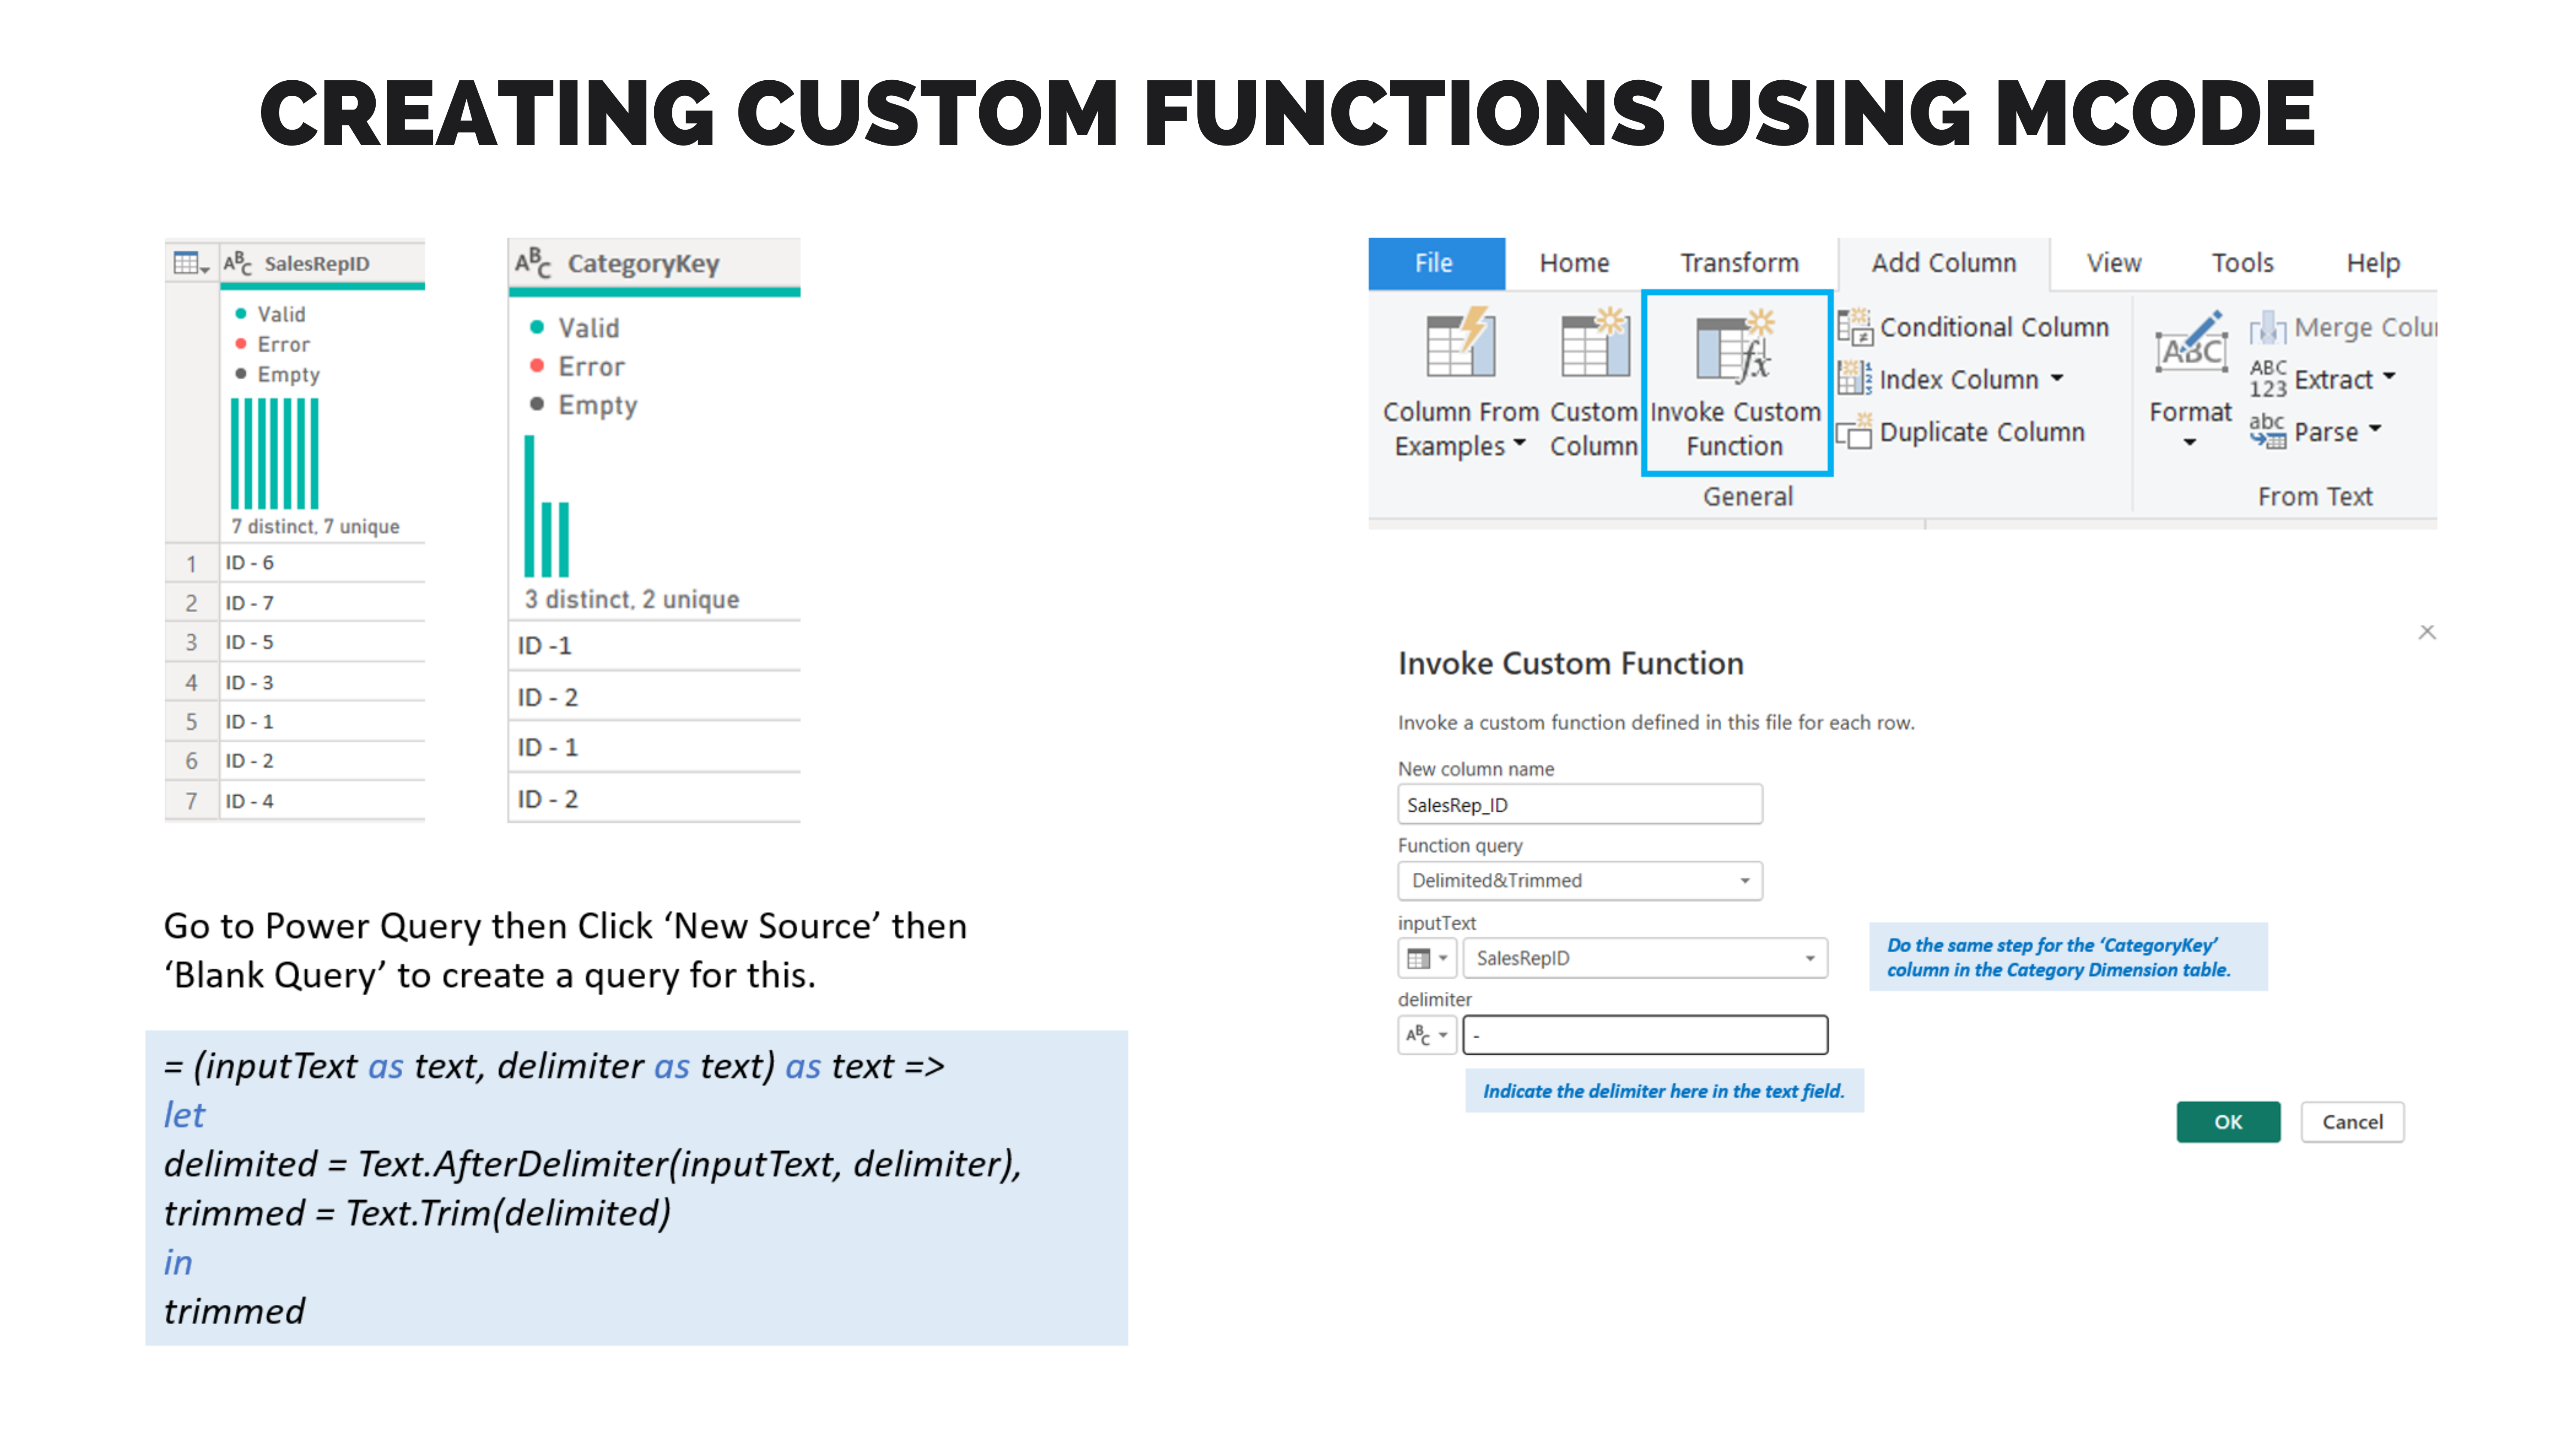 CREATING CUSTOM FUNCTIONS USING MCODE
ABC SalesRepID
Valid
Error
Empty
7 distinct, 7 unique
1 ID - 6
2 ID - 7
3 ID - 5
4 ID - 3
5 ID - 1
6 ID - 2
7 ID - 4
ABC CategoryKey
Valid
Error
Empty
3 distinct, 2 unique
ID -1
ID - 2
ID - 1
ID - 2
Go to Power Query then Click ‘New Source’ then
‘Blank Query’ to create a query for this.
= (inputText as text, delimiter as text) as text =>
let
delimited = Text.AfterDelimiter(inputText, delimiter),
trimmed = Text.Trim(delimited)
in
trimmed
File Home Transform Add Column View Tools Help
Column From
Examples
Custom
Column
Invoke Custom
Function
Conditional Column
Index Column
Duplicate Column
General
ABC
Format
Merge Colu
ABC
123 Extract
abc Parse
From Text
Invoke Custom Function
Invoke a custom function defined in this file for each row.
New column name
SalesRep_ID
Function query
Delimited&Trimmed
inputText
SalesRepID
delimiter
ABC -
Do the same step for the ‘CategoryKey’
column in the Category Dimension table.
Indicate the delimiter here in the text field.
OK Cancel